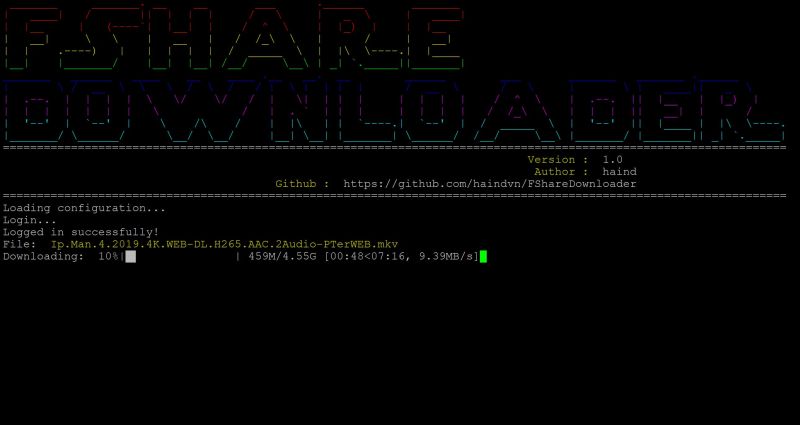 FSHARE
DOWNLOADER
Version : 1.0
Author : haind
Github : https://github.com/haindvn/FShareDownloader
Loading configuration...
Login...
Logged in successfully!
File: Ip.Man.4.2019.4K.WEB-DL.H265.AAC.2Audio-PTerWEB.mkv
Downloading: 10%| | 459M/4.55G [00:48<07:16, 9.39MB/s]